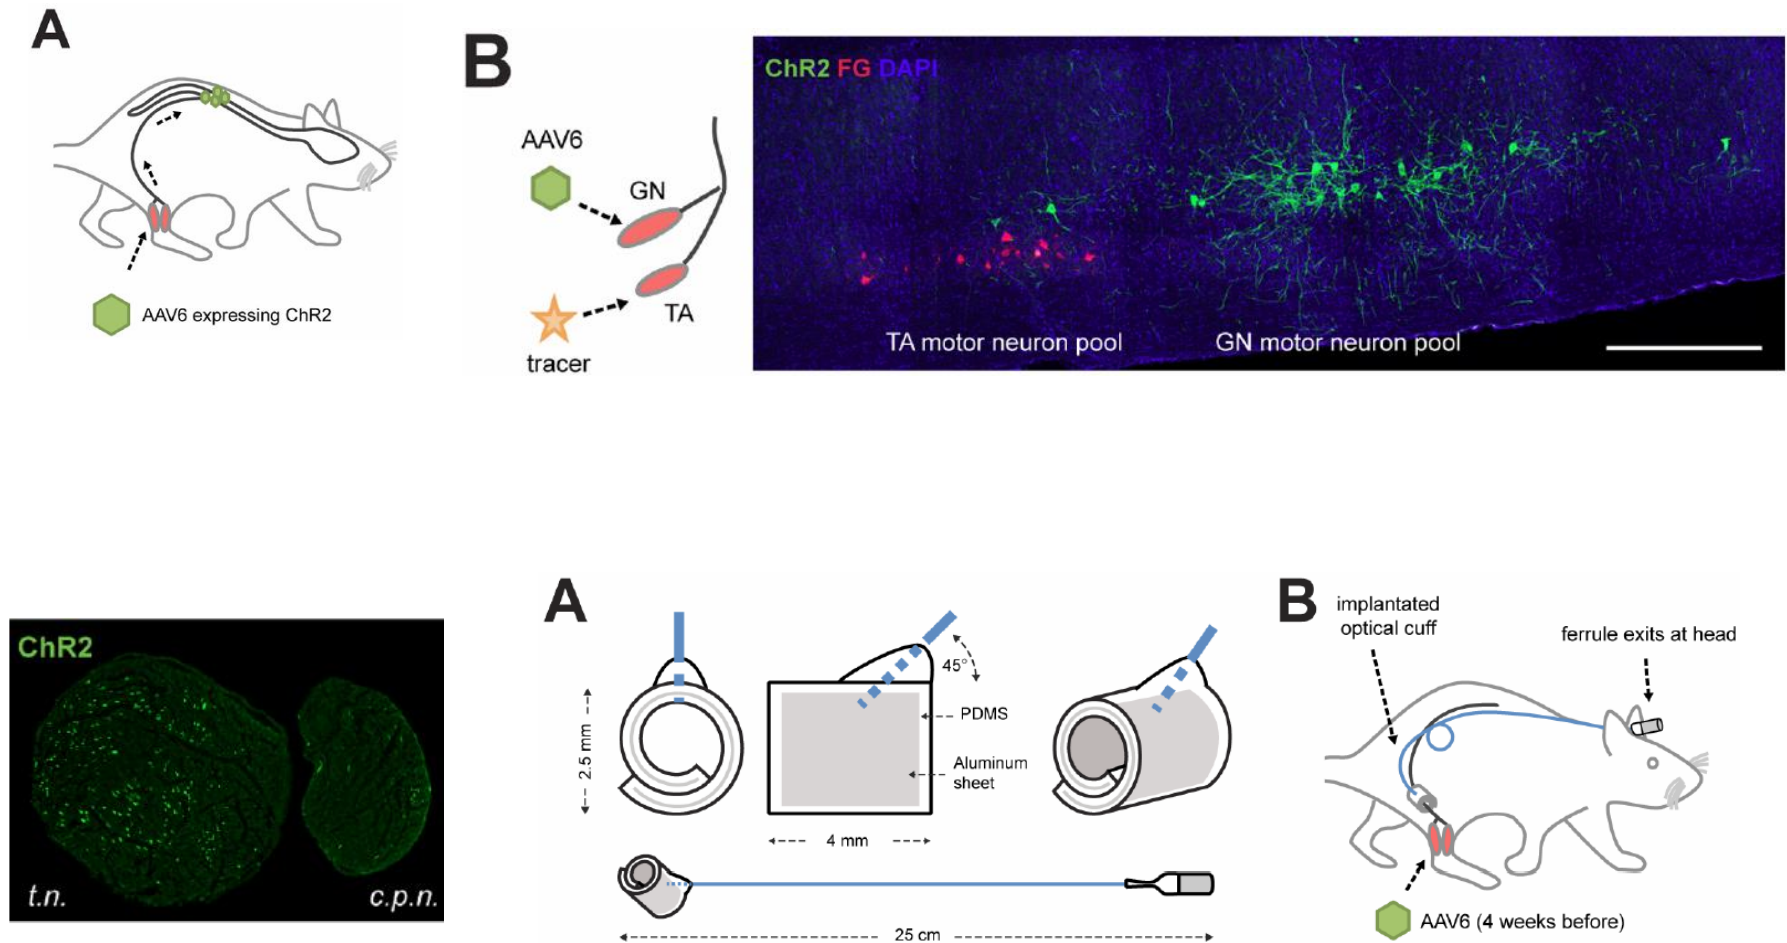 A
AAV6 expressing ChR2
B
AAV6
GN
TA
tracer
ChR2 FG DAPI
TA motor neuron pool
GN motor neuron pool
ChR2
t.n.
c.p.n.
A
45°
PDMS
Aluminum
sheet
2.5 mm
4 mm
25 cm
B
implantated
optical cuff
ferrule exits at head
AAV6 (4 weeks before)